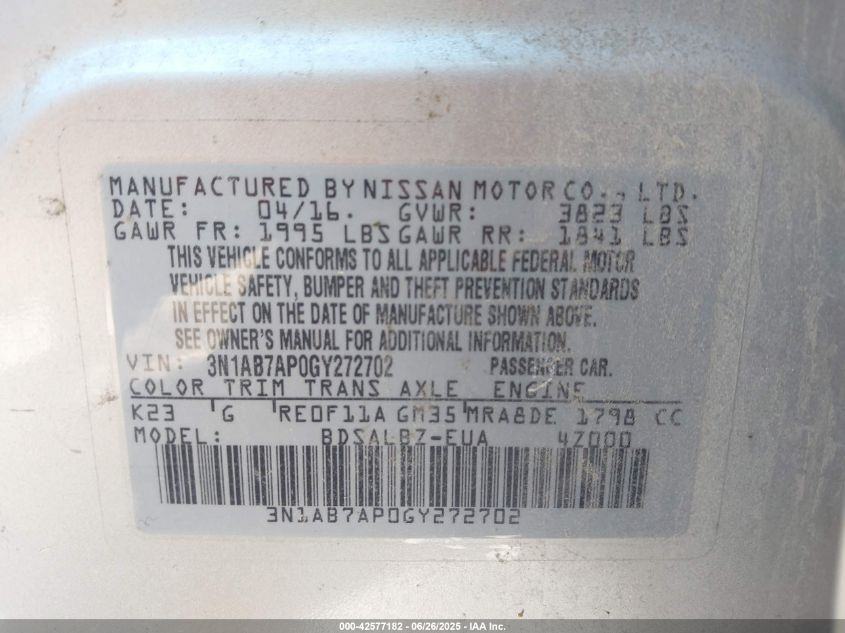 MANUFACTURED BY NISSAN MOTOR CO., LTD.
DATE: 04/16. GVWR: 3823 LBS
GAWR FR: 1995 LBS GAWR RR: 1841 LBS
THIS VEHICLE CONFORMS TO ALL APPLICABLE FEDERAL MOTOR
VEHICLE SAFETY, BUMPER AND THEFT PREVENTION STANDARDS
IN EFFECT ON THE DATE OF MANUFACTURE SHOWN ABOVE.
SEE OWNER'S MANUAL FOR ADDITIONAL INFORMATION.
VIN: 3N1AB7AP0GY272702 PASSENGER CAR.
COLOR TRIM TRANS AXLE ENGINE
K23 G RE0F11A GM35 MRA8DE 1798 CC
MODEL: BDSALBZ-EUA 4Z000
3N1AB7AP0GY272702
000-42577182 - 06/26/2025 - IAA Inc.